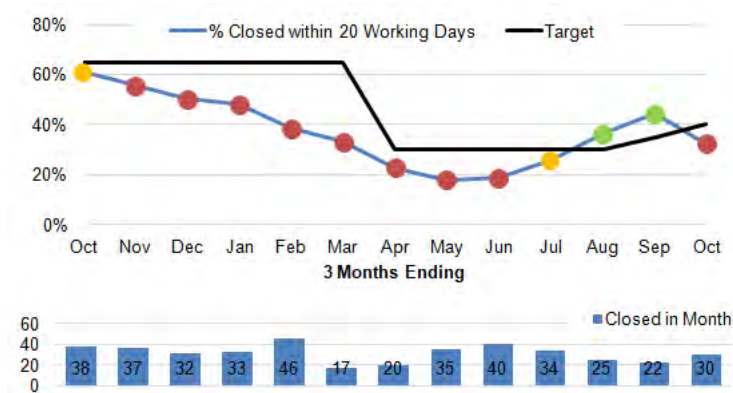 80%
% Closed within 20 Working Days Target
60%
40%
20%
0%
Oct Nov Dec Jan Feb Mar Apr May Jun Jul Aug Sep Oct
3 Months Ending
Closed in Month
60
40
20
0
38 37 32 33 46 17 20 35 40 34 25 22 30